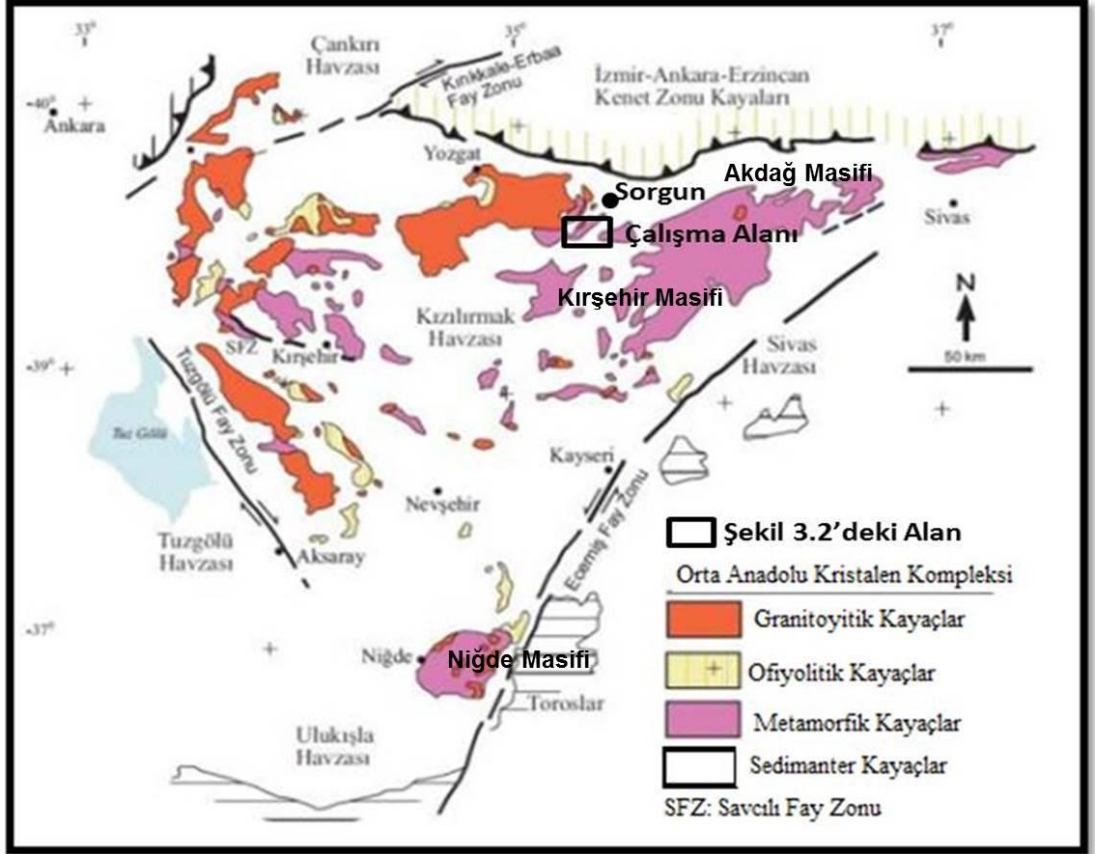 33°
35°
37°
Çankırı
Havzası
Kırıkkale-Erbaa
Fay Zonu
İzmir-Ankara-Erzincan
Kenet Zonu Kayaları
40°
Ankara
Yozgat
Akdağ Masifi
Sorgun
Sivas
Çalışma Alanı
N
Kırşehir Masifi
Kızılırmak
Havzası
SFZ
Kırşehir
Sivas
Havzası
50 km
39°
Tuzgölü Fay Zonu
Tuz Gölü
Kayseri
Nevşehir
Ecemiş Fay Zonu
Tuzgölü
Havzası
Aksaray
Şekil 3.2’deki Alan
Orta Anadolu Kristalen Kompleksi
Granitoyitik Kayaçlar
37°
Niğde
Niğde Masifi
Ofiyolitik Kayaçlar
Toroslar
Metamorfik Kayaçlar
Ulukışla
Havzası
Sedimanter Kayaçlar
SFZ: Savcılı Fay Zonu